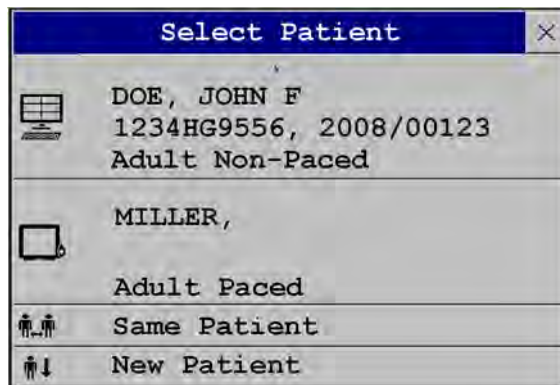 Select Patient
DOE, JOHN F
1234HG9556, 2008/00123
Adult Non-Paced
MILLER,
Adult Paced
Same Patient
New Patient